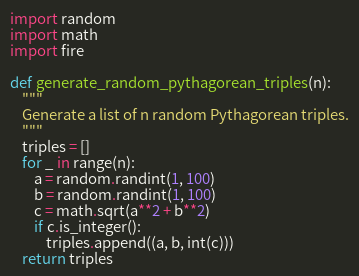 import random
import math
import fire

def generate_random_pythagorean_triples(n):
    """
    Generate a list of n random Pythagorean triples.
    """
    triples = []
    for _ in range(n):
        a = random.randint(1, 100)
        b = random.randint(1, 100)
        c = math.sqrt(a**2 + b**2)
        if c.is_integer():
            triples.append((a, b, int(c)))
    return triples